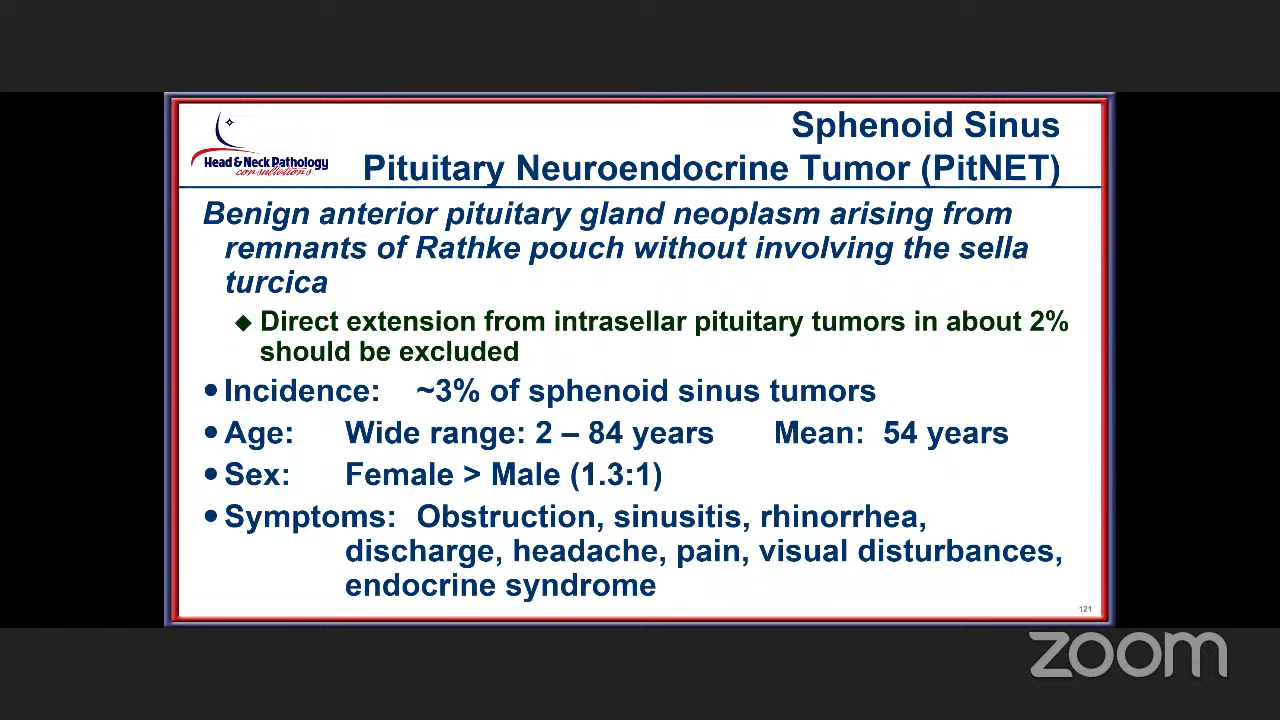 Sphenoid Sinus
Head & Neck Pathology
consultations
Pituitary Neuroendocrine Tumor (PitNET)
Benign anterior pituitary gland neoplasm arising from
remnants of Rathke pouch without involving the sella
turcica
◆ Direct extension from intrasellar pituitary tumors in about 2%
should be excluded
• Incidence: ~3% of sphenoid sinus tumors
• Age: Wide range: 2 – 84 years Mean: 54 years
• Sex: Female > Male (1.3:1)
• Symptoms: Obstruction, sinusitis, rhinorrhea,
discharge, headache, pain, visual disturbances,
endocrine syndrome
121
zoom